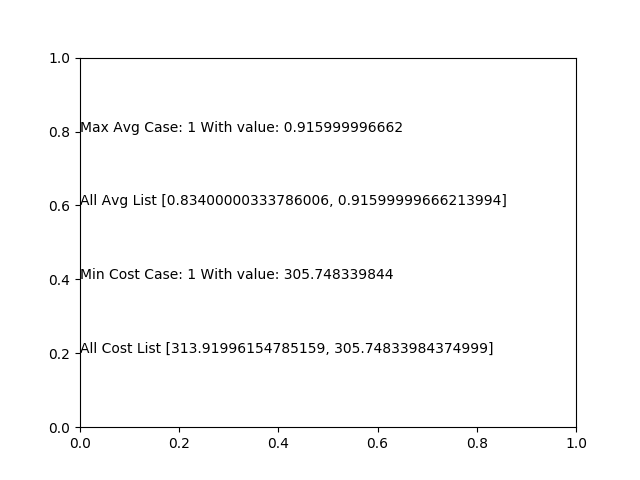 1.0
0.8
Max Avg Case: 1 With value: 0.915999996662
0.6
All Avg List [0.83400000333786006, 0.91599999666213994]
0.4
Min Cost Case: 1 With value: 305.748339844
0.2
All Cost List [313.91996154785159, 305.74833984374999]
0.0
0.0 0.2 0.4 0.6 0.8 1.0